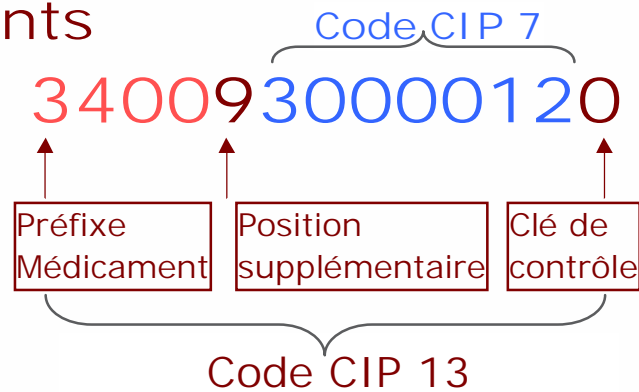 nts
Code CIP 7
3400930000120
Préfixe
Médicament
Position
supplémentaire
Clé de
contrôle
Code CIP 13